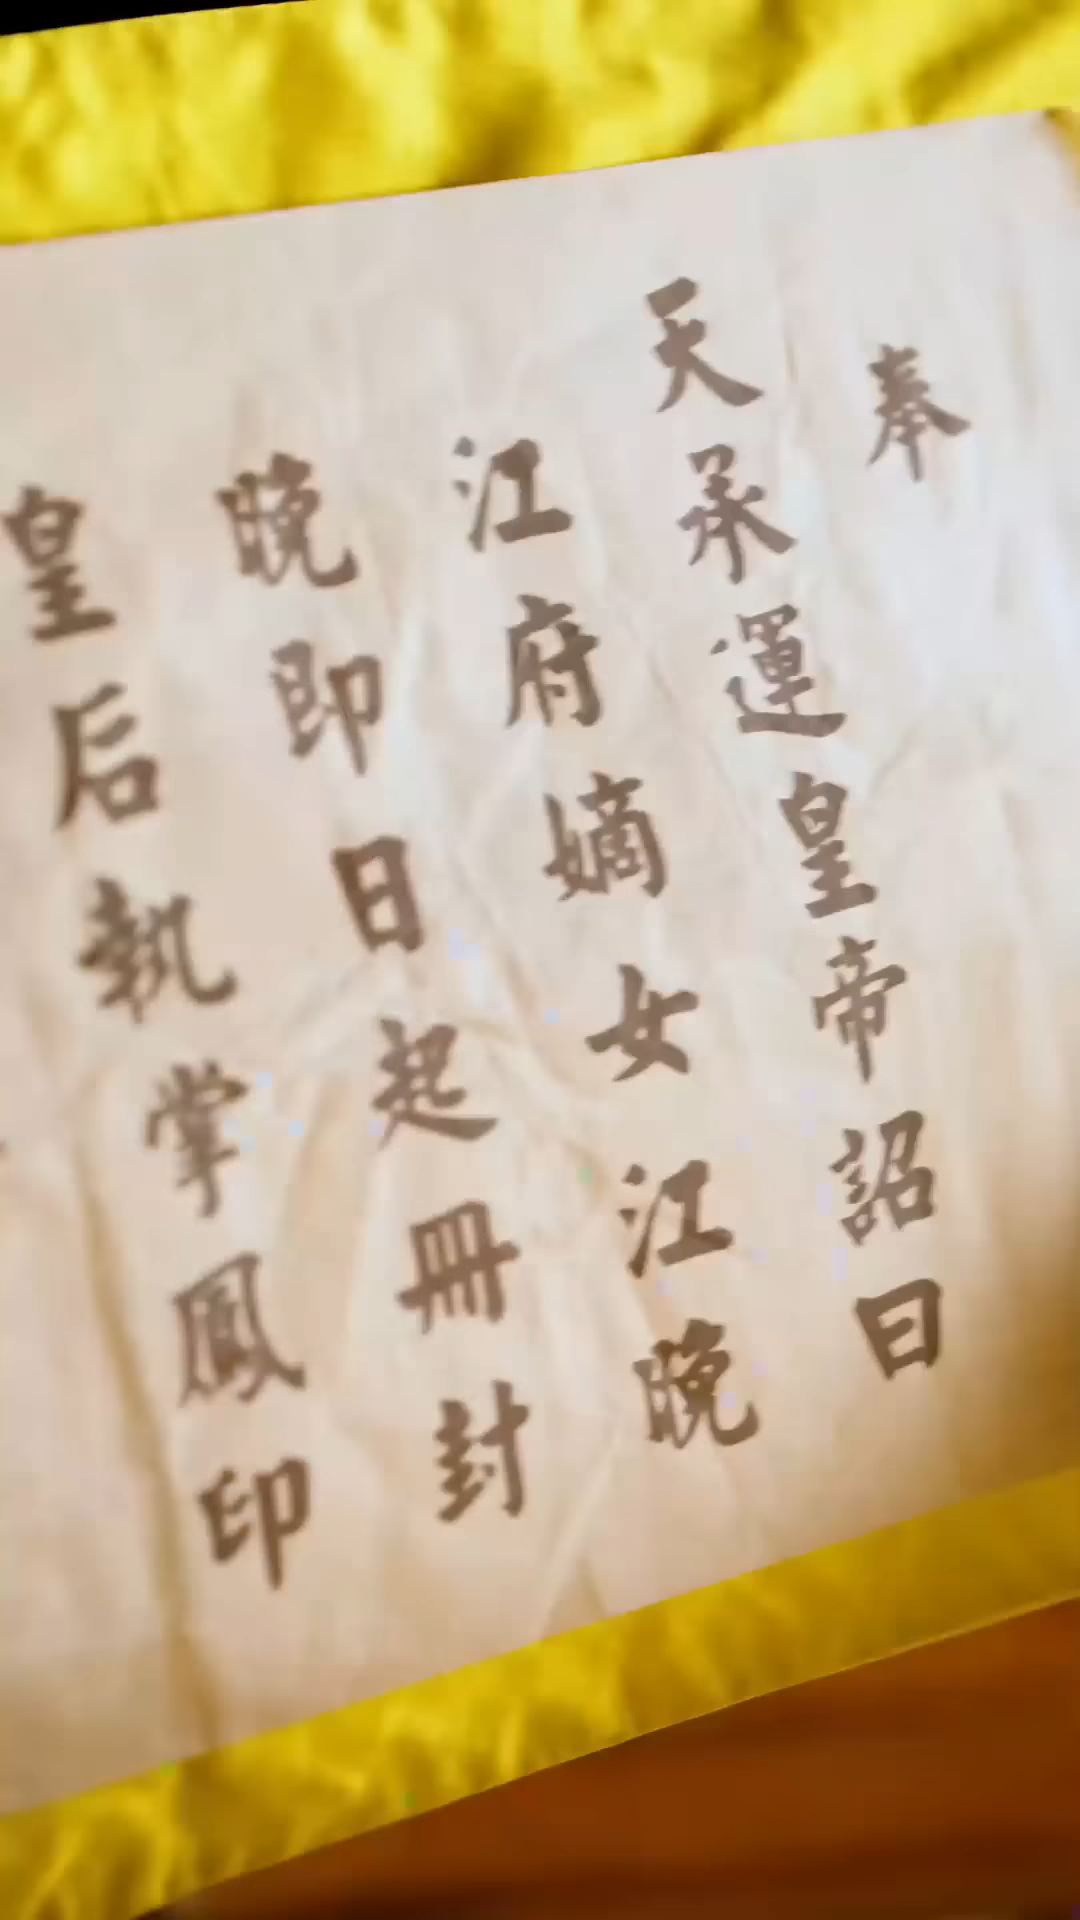 奉
天承運皇帝詔曰
江府嫡女江晚
晚即日起冊封
皇后執掌鳳印